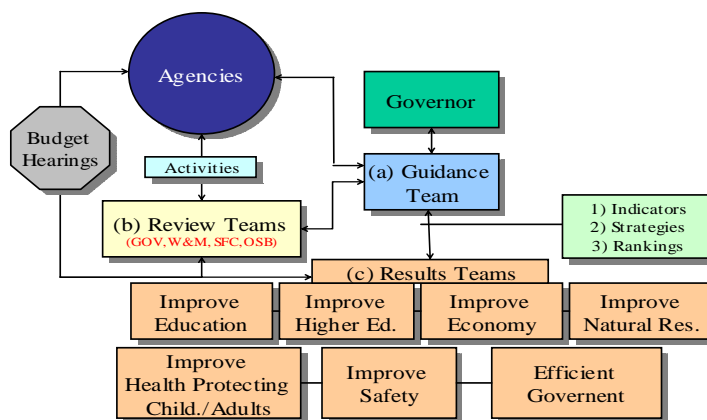 Agencies
Governor
Budget
Hearings
Activities
(a) Guidance
Team
(b) Review Teams
(GOV, W&M, SFC, OSB)
1) Indicators
2) Strategies
3) Rankings
(c) Results Teams
Improve
Education
Improve
Higher Ed.
Improve
Economy
Improve
Natural Res.
Improve
Health Protecting
Child./Adults
Improve
Safety
Efficient
Governent